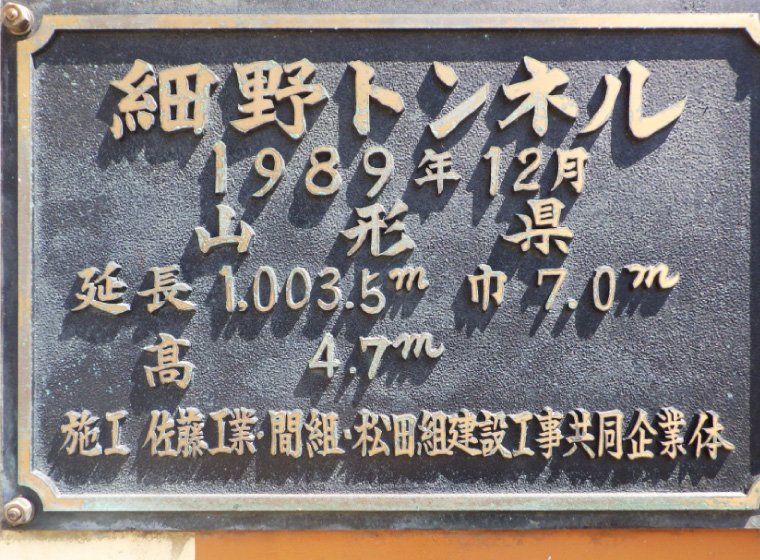 細野トンネル
1989年12月
山形県
延長 1,003.5m 巾 7.0m
髙 4.7m
施工 佐藤工業・間組・松田組建設工事共同企業体